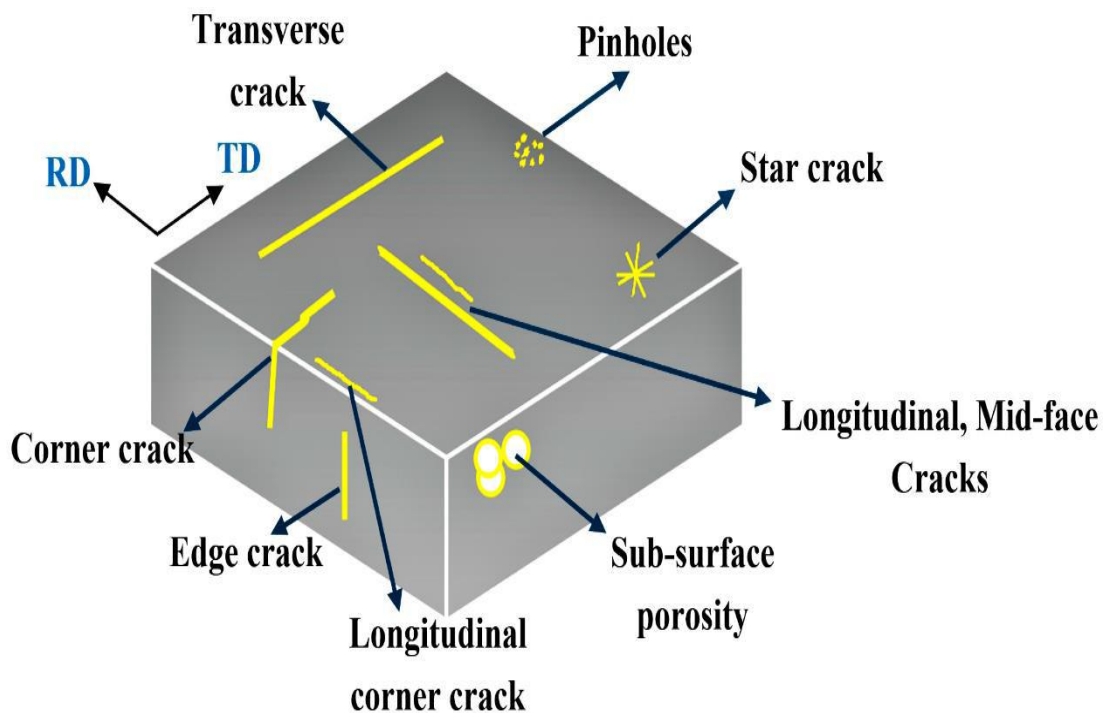 Transverse
crack
Pinholes
RD
TD
Star crack
Longitudinal, Mid-face
Cracks
Corner crack
Edge crack
Sub-surface
porosity
Longitudinal
corner crack